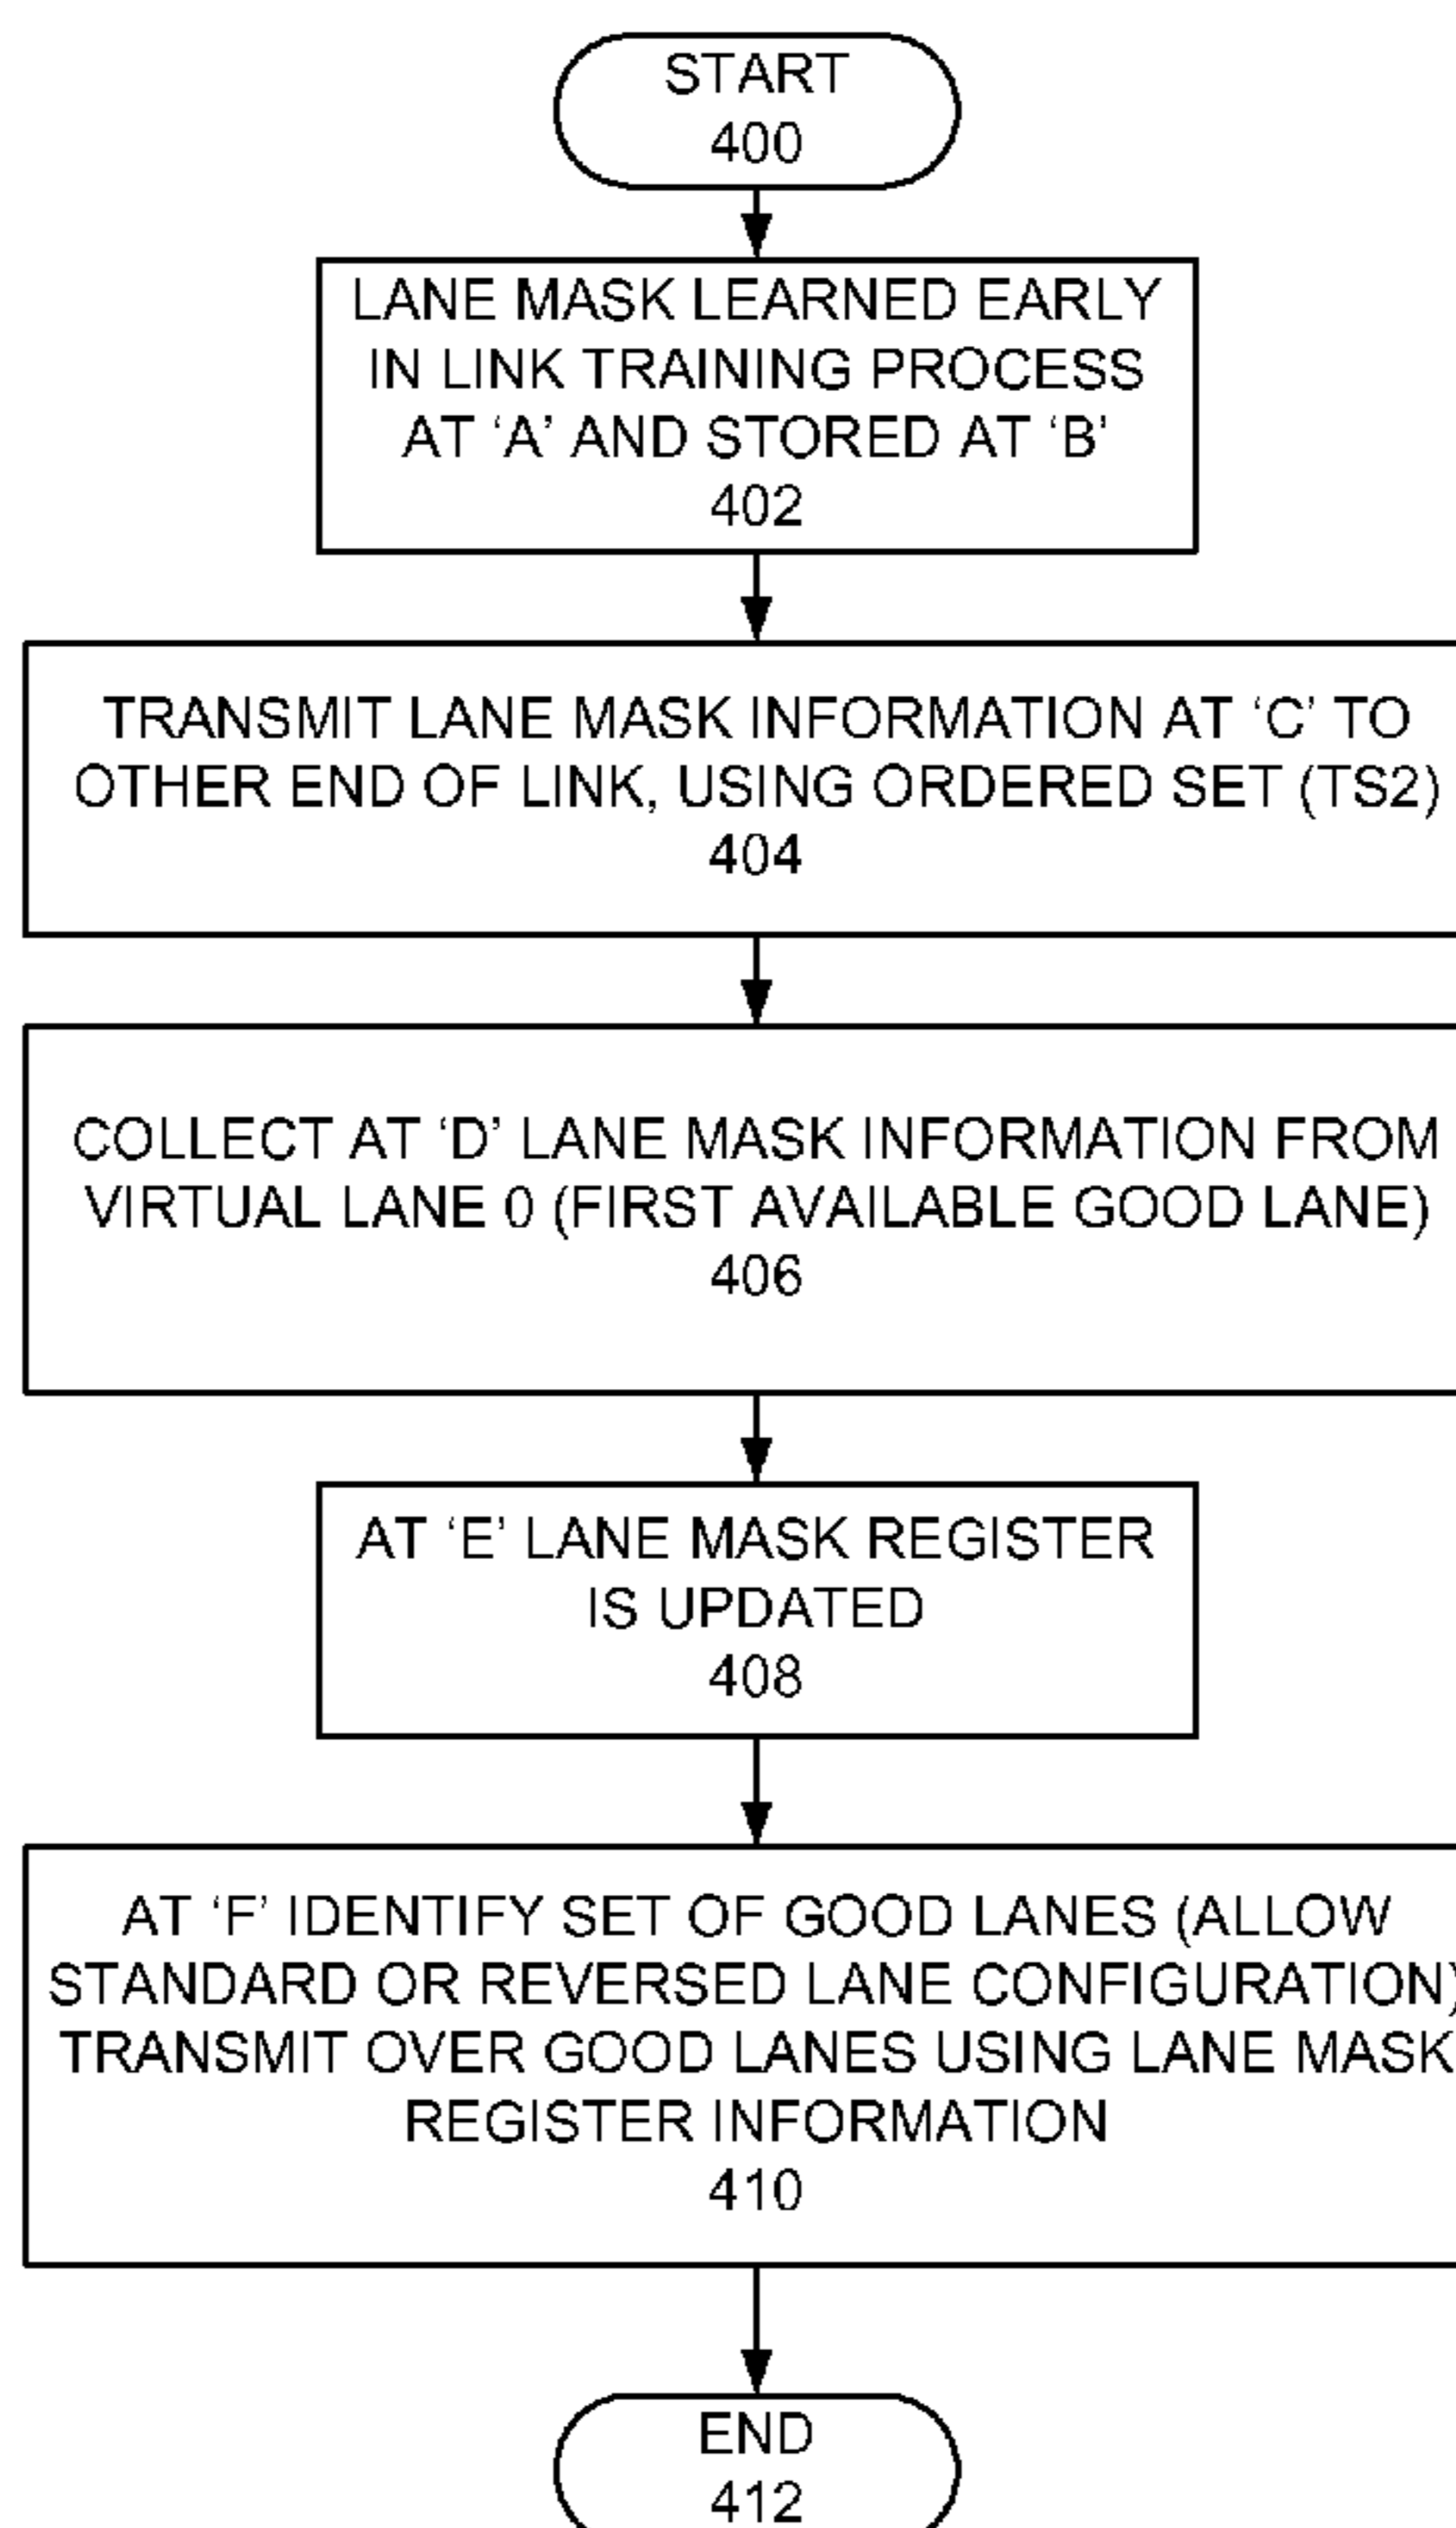 START
400
LANE MASK LEARNED EARLY
IN LINK TRAINING PROCESS
AT ‘A’ AND STORED AT ‘B’
402
TRANSMIT LANE MASK INFORMATION AT ‘C’ TO
OTHER END OF LINK, USING ORDERED SET (TS2)
404
COLLECT AT ‘D’ LANE MASK INFORMATION FROM
VIRTUAL LANE 0 (FIRST AVAILABLE GOOD LANE)
406
AT ‘E’ LANE MASK REGISTER
IS UPDATED
408
AT ‘F’ IDENTIFY SET OF GOOD LANES (ALLOW
STANDARD OR REVERSED LANE CONFIGURATION)
TRANSMIT OVER GOOD LANES USING LANE MASK
REGISTER INFORMATION
410
END
412